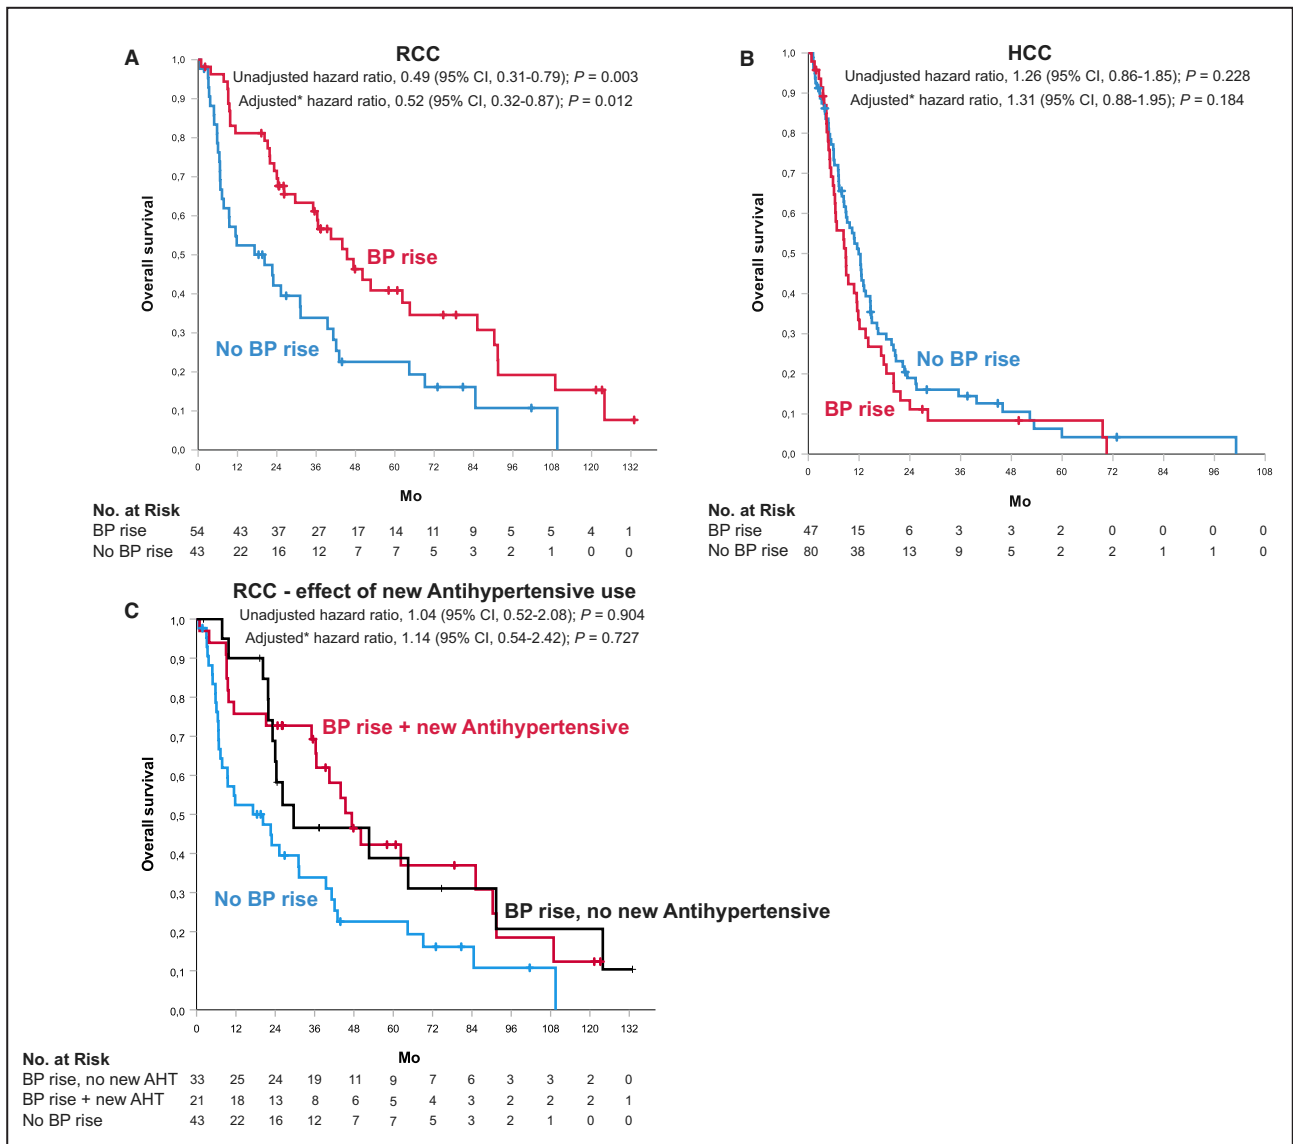 A
RCC
Unadjusted hazard ratio, 0.49 (95% CI, 0.31-0.79); P = 0.003
Adjusted* hazard ratio, 0.52 (95% CI, 0.32-0.87); P = 0.012
1,0
0,9
0,8
0,7
0,6
0,5
0,4
0,3
0,2
0,1
0,0
Overall survival
BP rise
No BP rise
0 12 24 36 48 60 72 84 96 108 120 132
Mo
No. at Risk
BP rise 54 43 37 27 17 14 11 9 5 5 4 1
No BP rise 43 22 16 12 7 7 5 3 2 1 0 0
B
HCC
Unadjusted hazard ratio, 1.26 (95% CI, 0.86-1.85); P = 0.228
Adjusted* hazard ratio, 1.31 (95% CI, 0.88-1.95); P = 0.184
1,0
0,9
0,8
0,7
0,6
0,5
0,4
0,3
0,2
0,1
0,0
Overall survival
No BP rise
BP rise
0 12 24 36 48 60 72 84 96 108
Mo
No. at Risk
BP rise 47 15 6 3 3 2 0 0 0 0
No BP rise 80 38 13 9 5 2 2 1 1 0
C
RCC - effect of new Antihypertensive use
Unadjusted hazard ratio, 1.04 (95% CI, 0.52-2.08); P = 0.904
Adjusted* hazard ratio, 1.14 (95% CI, 0.54-2.42); P = 0.727
1,0
0,9
0,8
0,7
0,6
0,5
0,4
0,3
0,2
0,1
0,0
Overall survival
BP rise + new Antihypertensive
No BP rise
BP rise, no new Antihypertensive
0 12 24 36 48 60 72 84 96 108 120 132
Mo
No. at Risk
BP rise, no new AHT 33 25 24 19 11 9 7 6 3 3 2 0
BP rise + new AHT 21 18 13 8 6 5 4 3 2 2 2 1
No BP rise 43 22 16 12 7 7 5 3 2 1 0 0